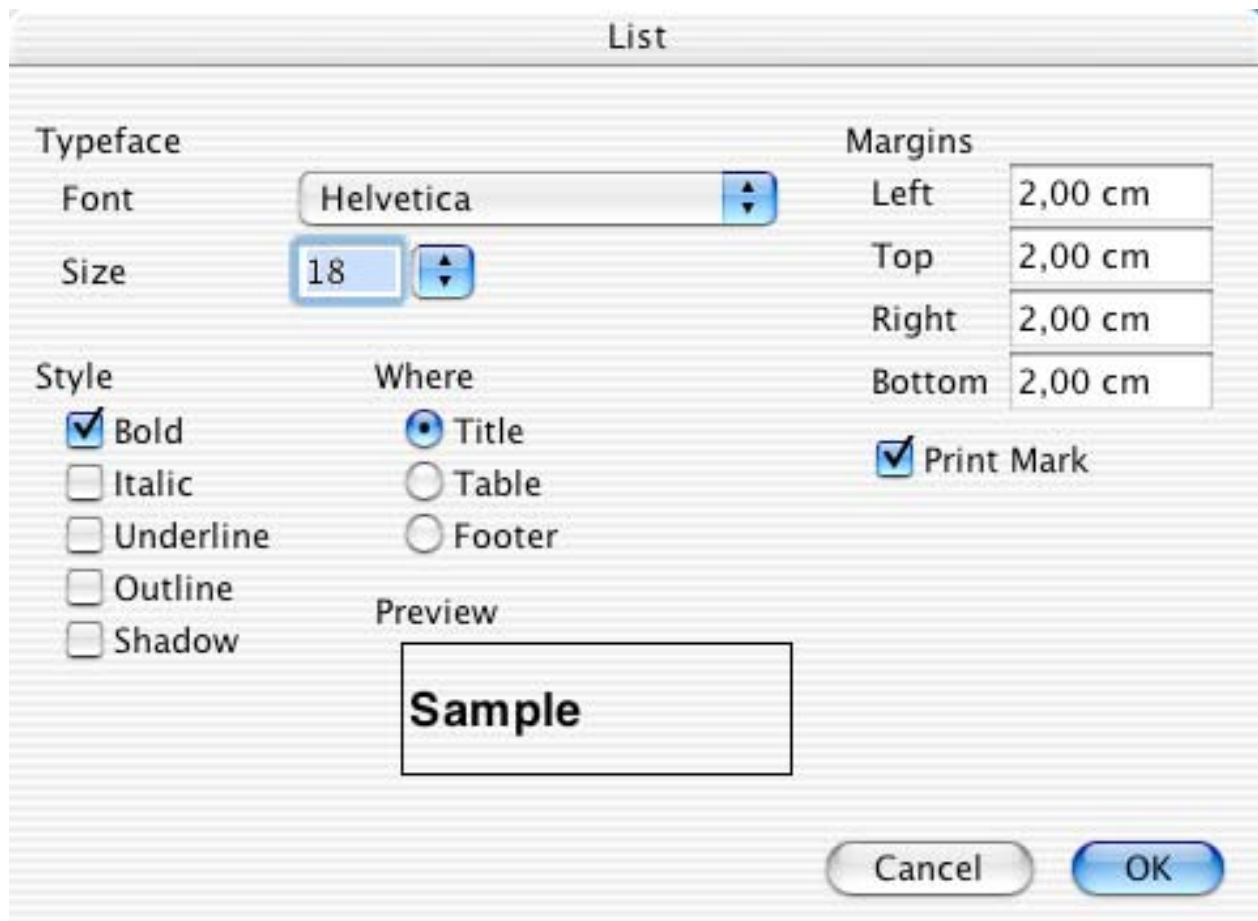 List
Typeface
Font Helvetica
Size 18
Style
Bold
Italic
Underline
Outline
Shadow
Where
Title
Table
Footer
Preview
Sample
Margins
Left 2,00 cm
Top 2,00 cm
Right 2,00 cm
Bottom 2,00 cm
Print Mark
Cancel OK